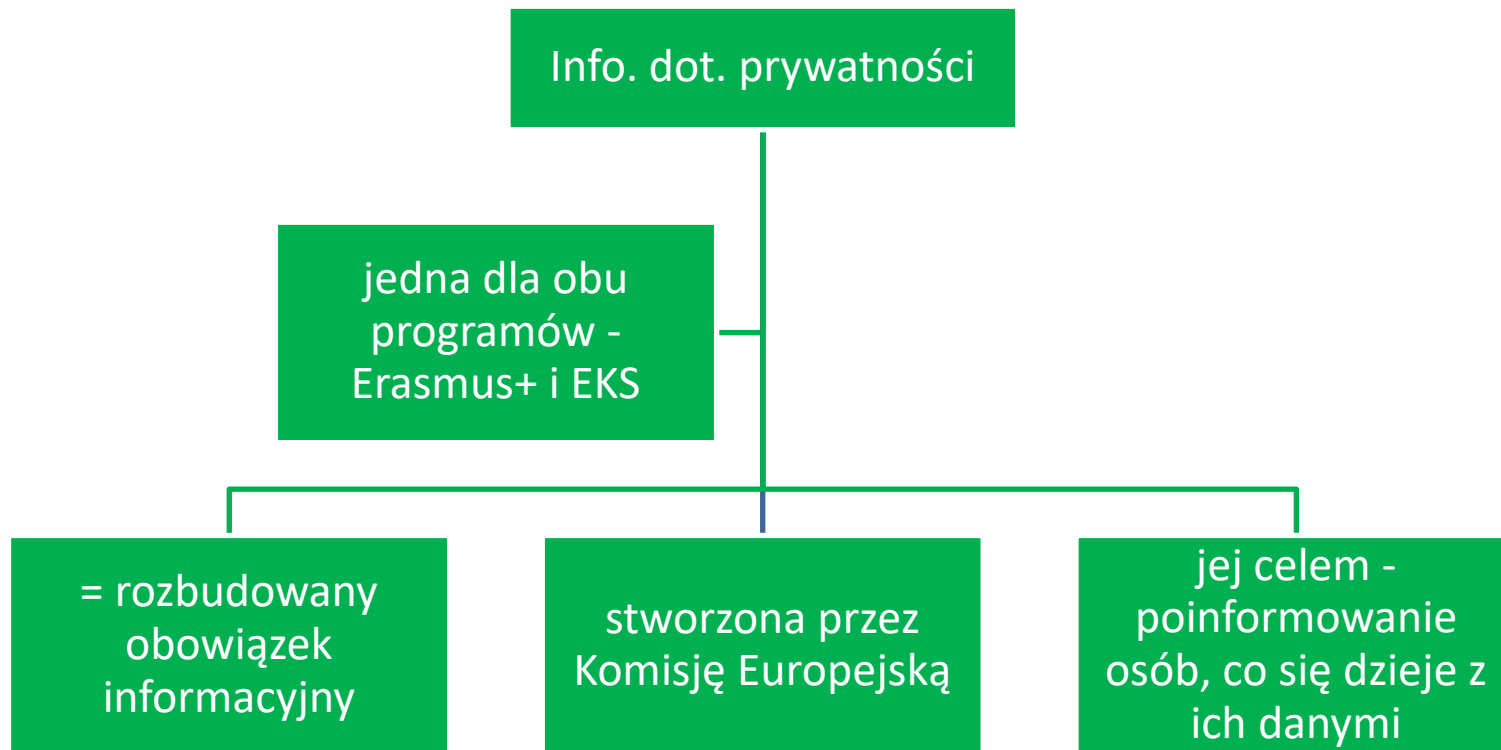 Info. dot. prywatności
jedna dla obu
programów -
Erasmus+ i EKS
= rozbudowany
obowiązek
informacyjny
stworzona przez
Komisję Europejską
jej celem -
poinformowanie
osób, co się dzieje z
ich danymi